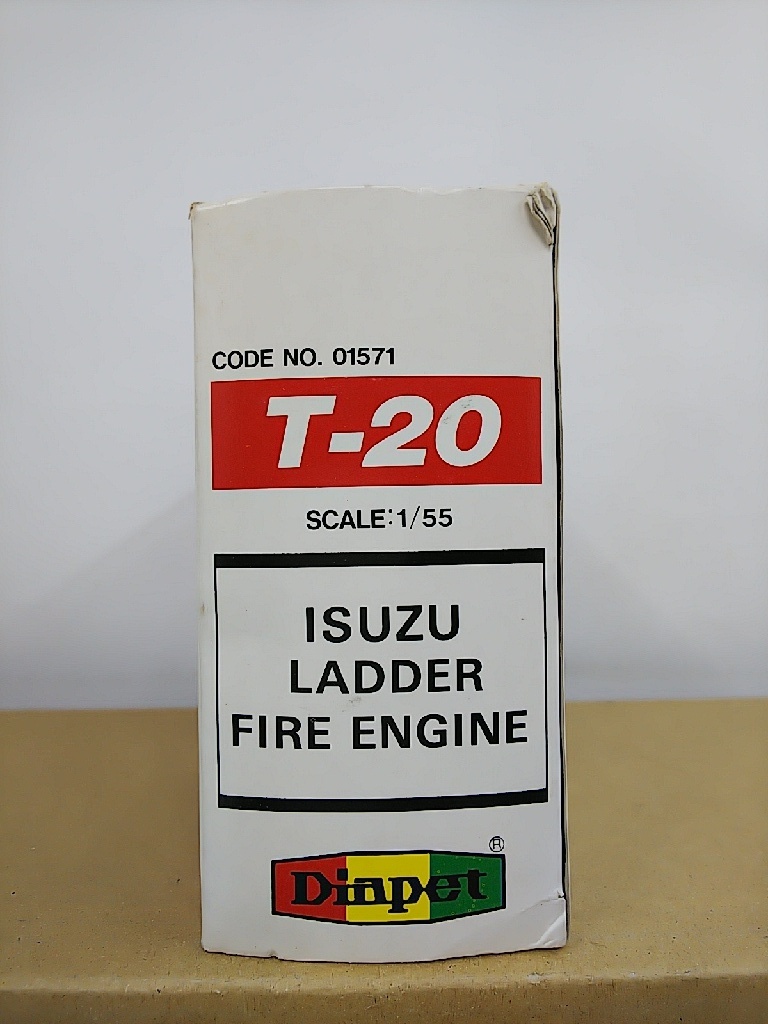 CODE NO. 01571
T-20
SCALE:1/55
ISUZU
LADDER
FIRE ENGINE
®
Diapet